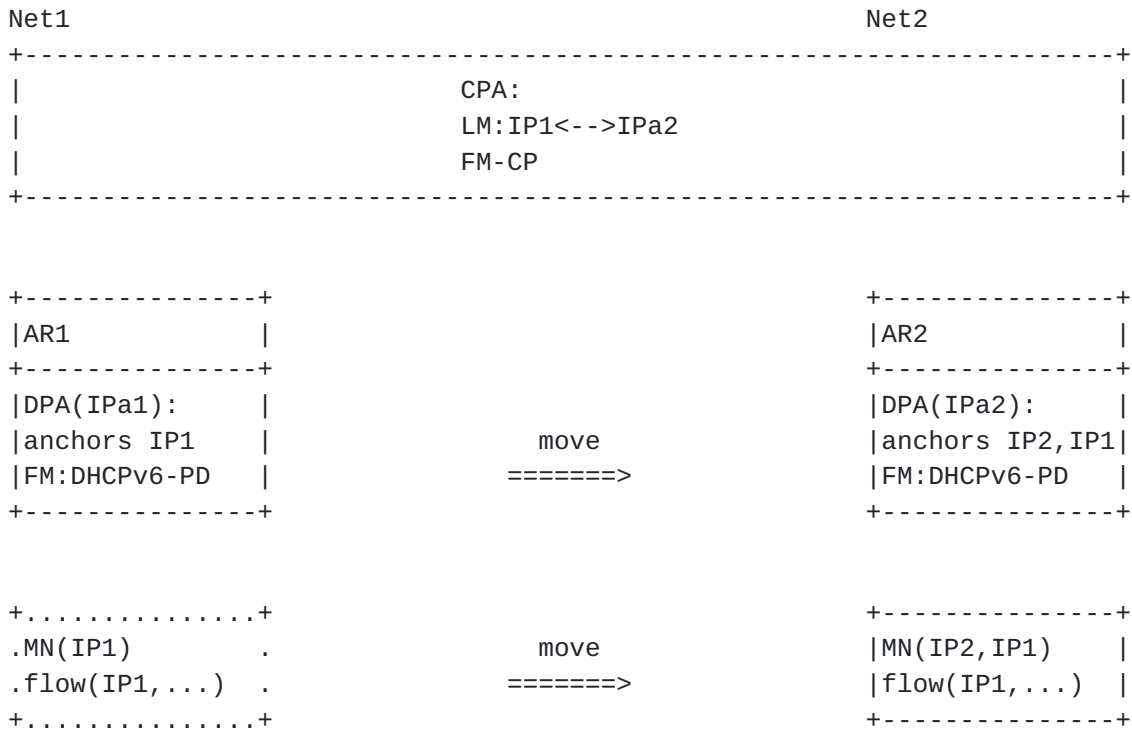 Net1 Net2
CPA:
LM:IP1<-->IPa2
FM-CP
AR1 AR2
DPA(IPa1): DPA(IPa2):
anchors IP1 move anchors IP2,IP1
FM:DHCPv6-PD =======> FM:DHCPv6-PD
MN(IP1) move MN(IP2,IP1)
flow(IP1,...) =======> flow(IP1,...)